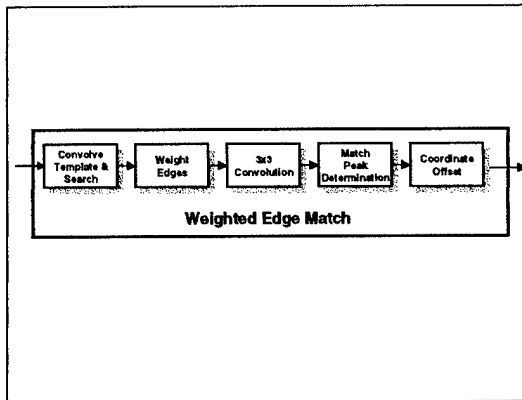 Convolve
Template &
Search
Weight
Edges
3x3
Convolution
Match
Peak
Determination
Coordinate
Offset
Weighted Edge Match